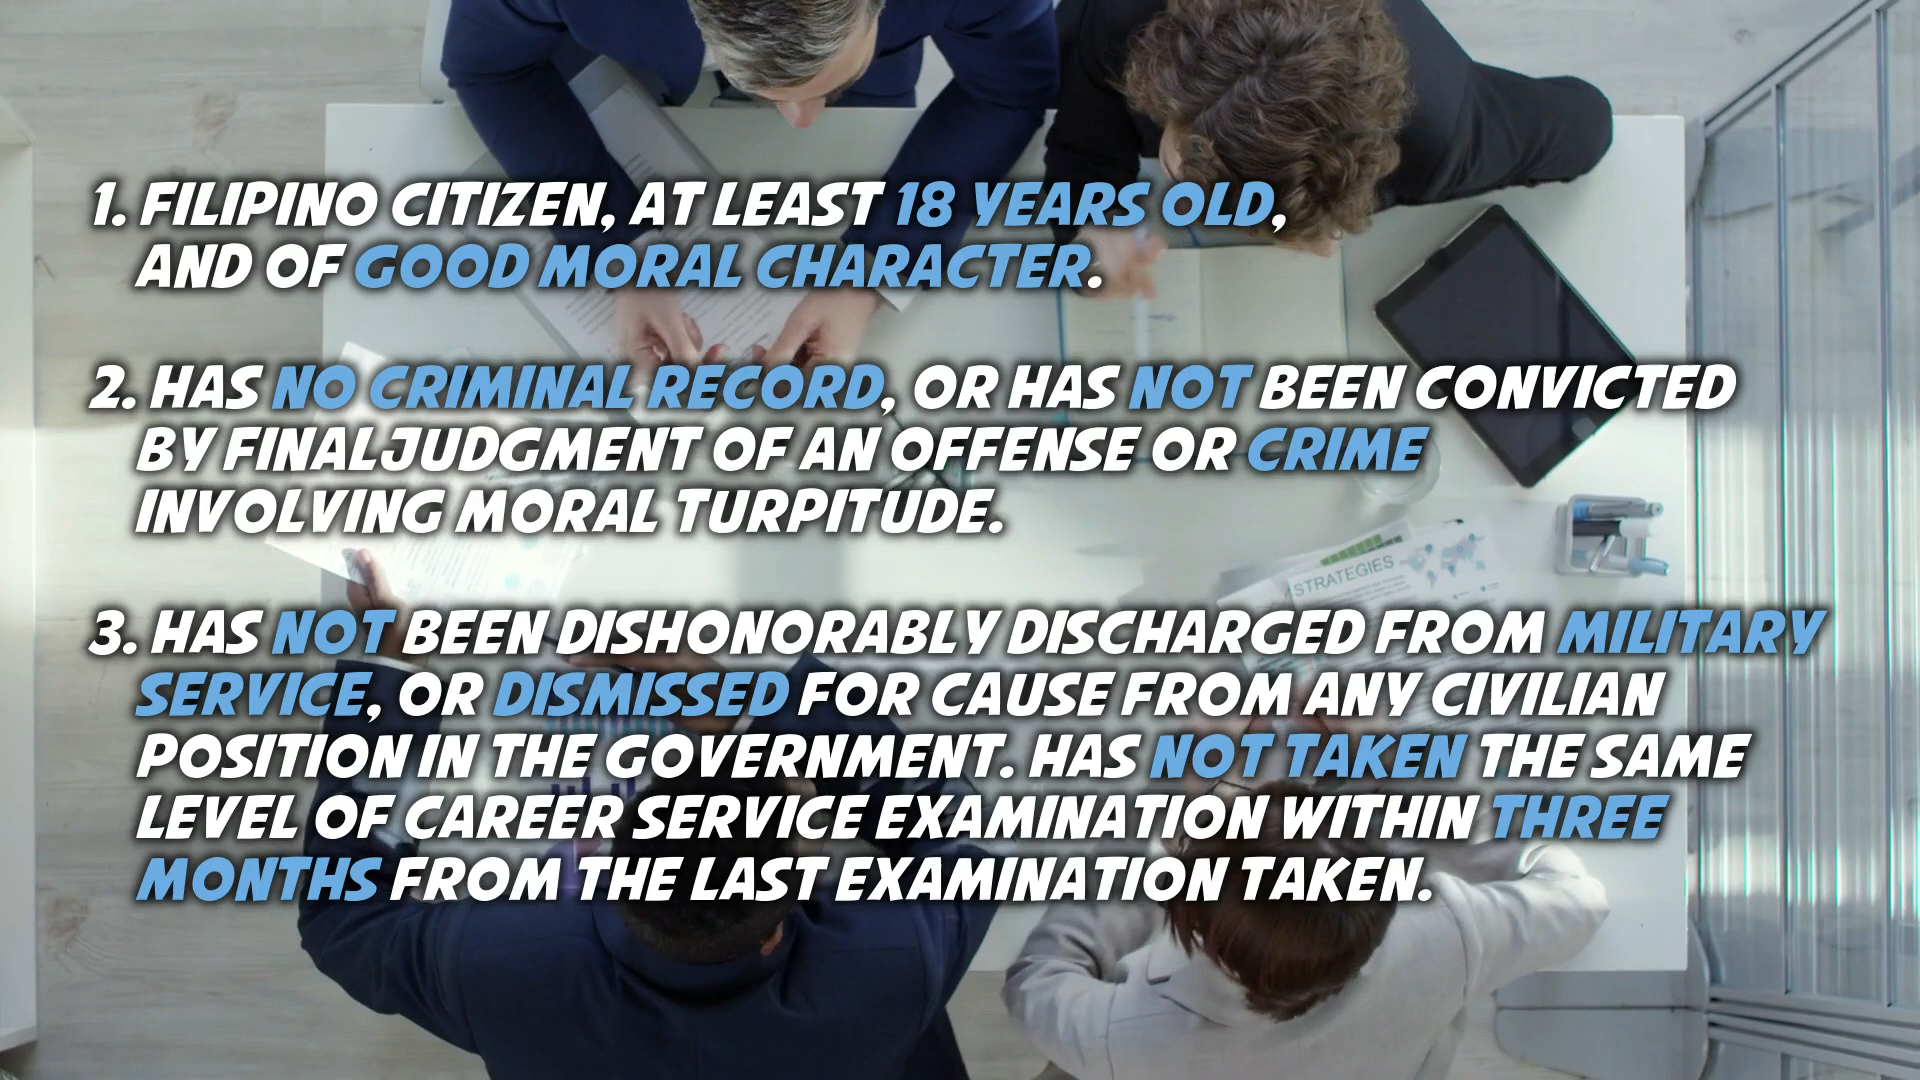 1. FILIPINO CITIZEN, AT LEAST 18 YEARS OLD,
AND OF GOOD MORAL CHARACTER.
2. HAS NO CRIMINAL RECORD, OR HAS NOT BEEN CONVICTED
BY FINALJUDGMENT OF AN OFFENSE OR CRIME
INVOLVING MORAL TURPITUDE.
STRATEGIES
3. HAS NOT BEEN DISHONORABLY DISCHARGED FROM MILITARY
SERVICE, OR DISMISSED FOR CAUSE FROM ANY CIVILIAN
POSITION IN THE GOVERNMENT. HAS NOT TAKEN THE SAME
LEVEL OF CAREER SERVICE EXAMINATION WITHIN THREE
MONTHS FROM THE LAST EXAMINATION TAKEN.